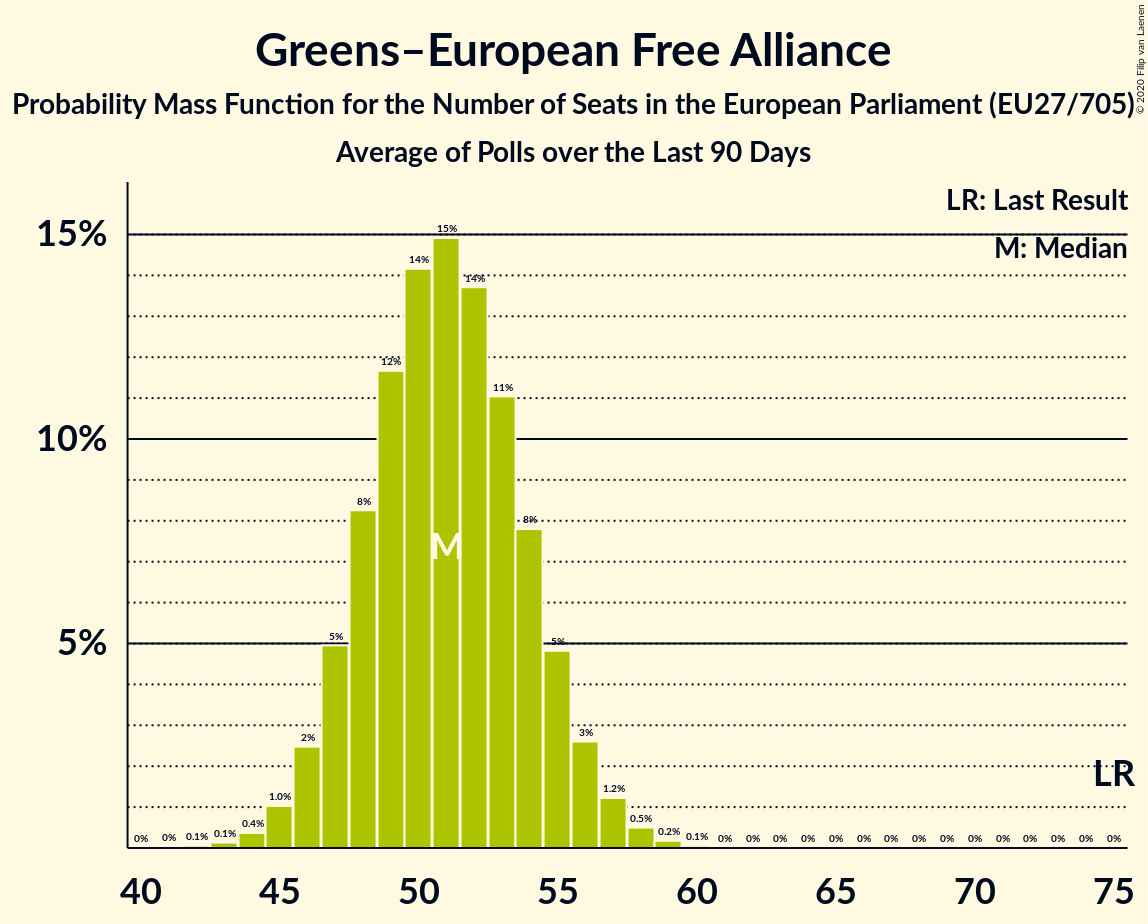 Greens–European Free Alliance
Probability Mass Function for the Number of Seats in the European Parliament (EU27/705)
Average of Polls over the Last 90 Days
© 2020 Filip van Laenen
LR: Last Result
M: Median
15%
10%
5%
0% 0% 0.1% 0.1% 0.4% 1.0% 2% 5% 8% 12% 14% 15% 14% 11% 8% 5% 3% 1.2% 0.5% 0.2% 0.1% 0% 0% 0% 0% 0% 0% 0% 0% 0% 0% 0% 0% 0% 0% 0%
M
LR
40 45 50 55 60 65 70 75